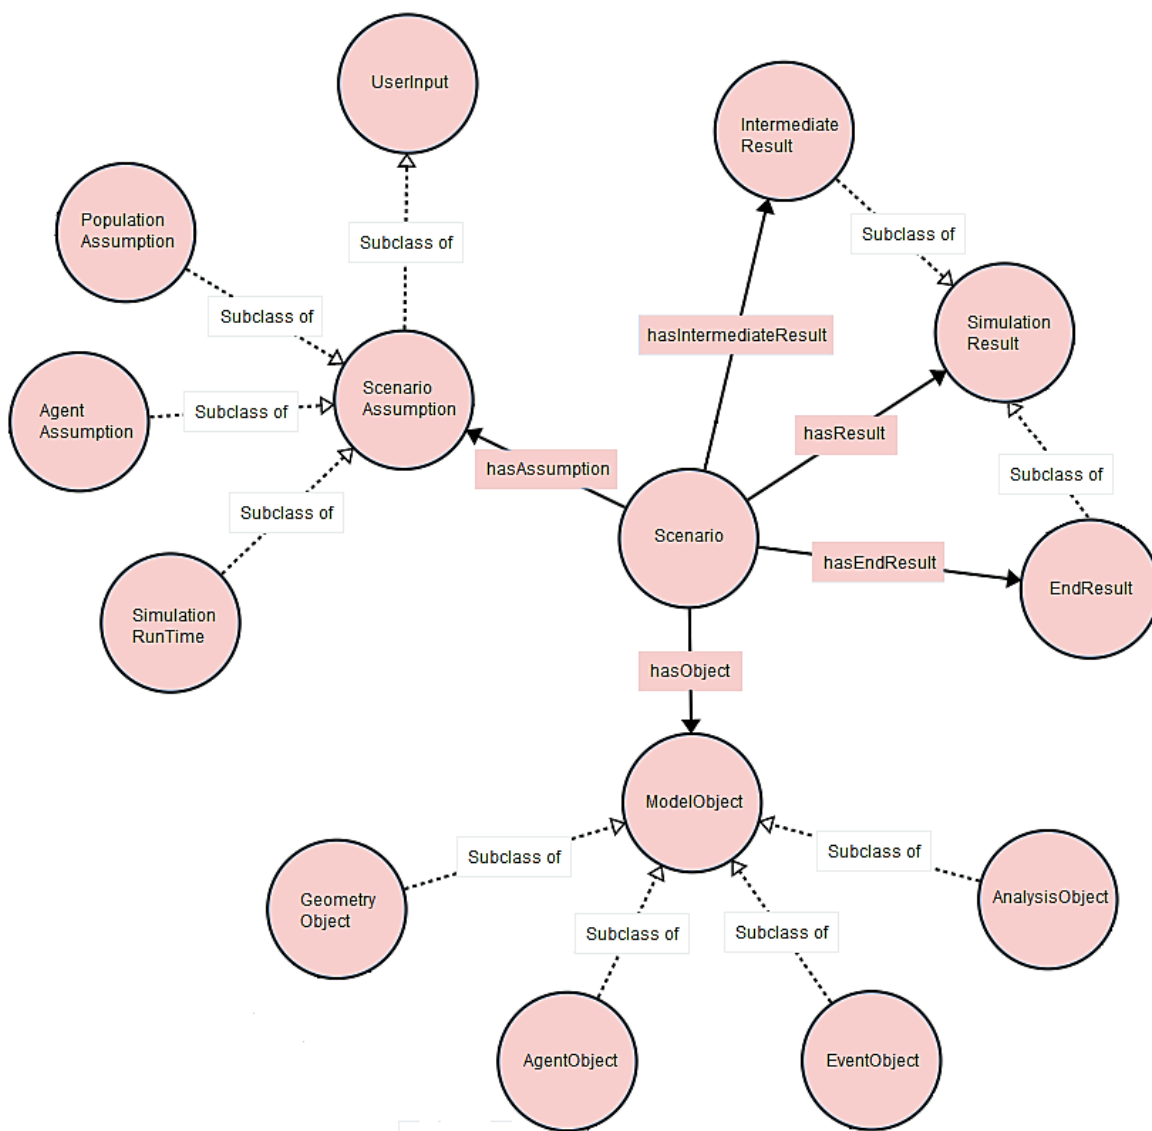 UserInput
Intermediate
Result
Population
Assumption
Subclass of
Subclass of
Subclass of
Simulation
Result
hasIntermediateResult
Scenario
Assumption
Agent
Assumption
Subclass of
hasResult
hasAssumption
Subclass of
Subclass of
Scenario
hasEndResult
EndResult
Simulation
RunTime
hasObject
ModelObject
Subclass of
Subclass of
Geometry
Object
AnalysisObject
Subclass of
Subclass of
AgentObject
EventObject